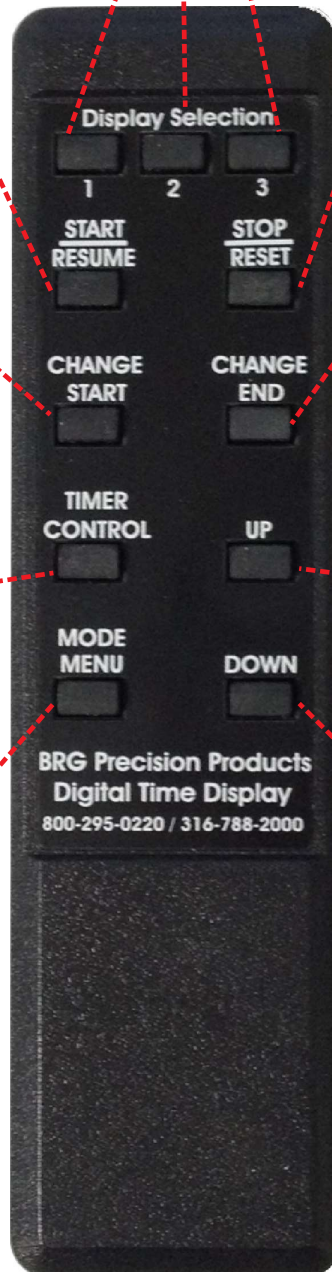 Display Selection
1 2 3
START STOP
RESUME RESET
CHANGE CHANGE
START END
TIMER
CONTROL UP
MODE
MENU DOWN
BRG Precision Products
Digital Time Display
800-295-0220 / 316-788-2000